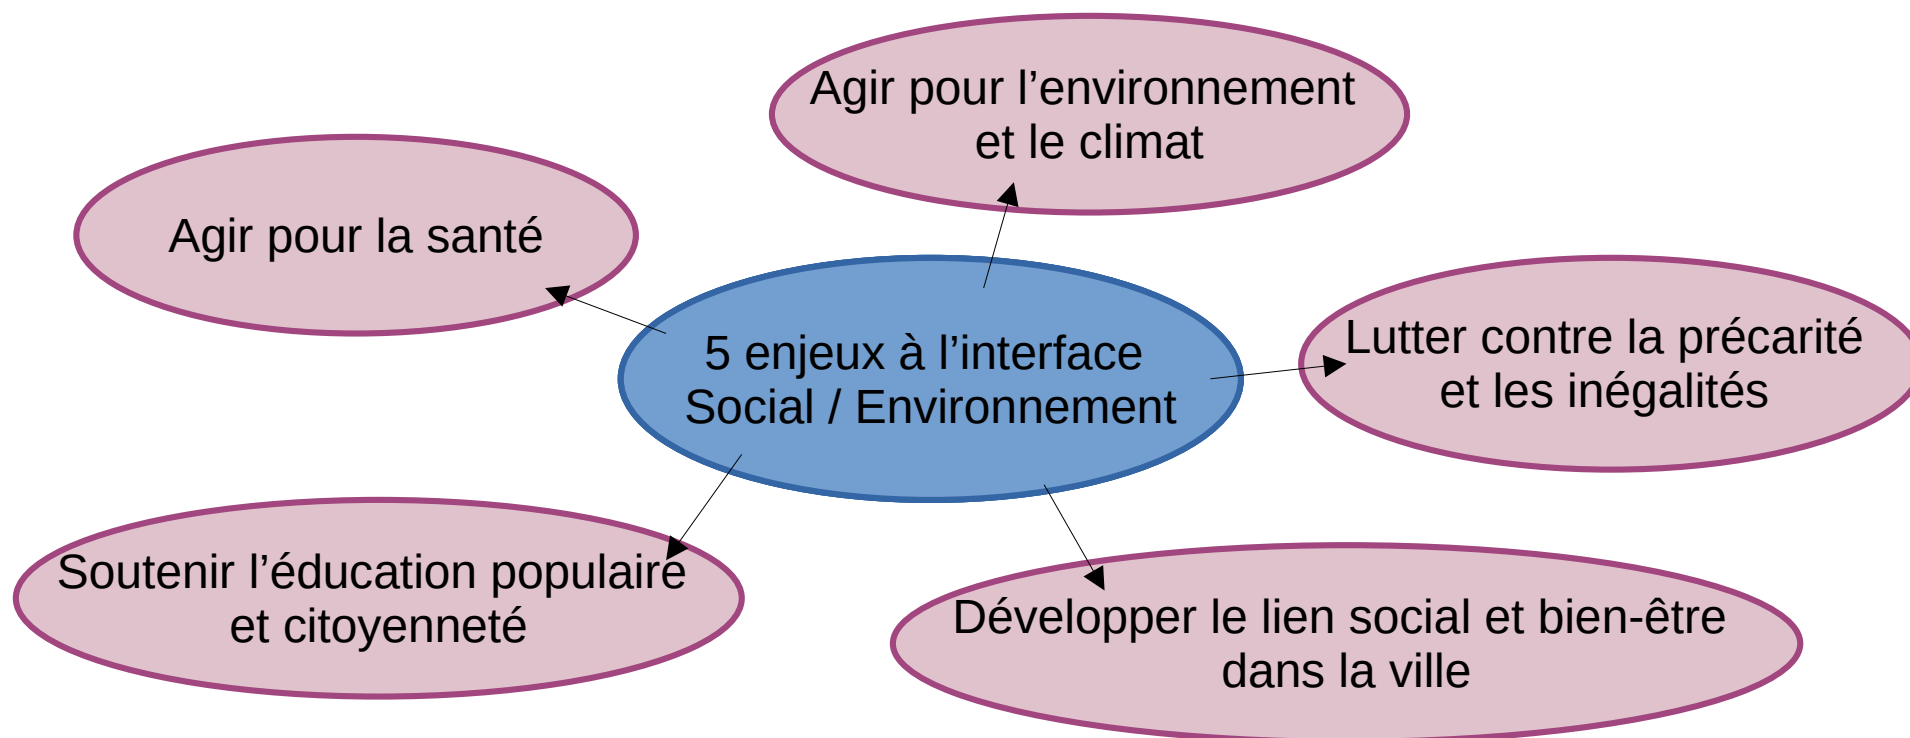 Agir pour l’environnement
et le climat
Agir pour la santé
Lutter contre la précarité
et les inégalités
5 enjeux à l’interface
Social / Environnement
Soutenir l’éducation populaire
et citoyenneté
Développer le lien social et bien-être
dans la ville